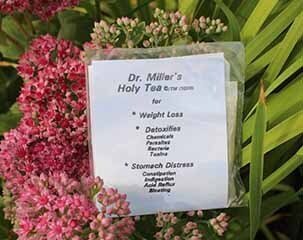 Dr. Miller's
Holy Tea
for
* Weight Loss
* Detoxifies
Chemicals
Parasites
Bacteria
Toxins
* Stomach Distress
Constipation
Indigestion
Acid Reflux
Bloating